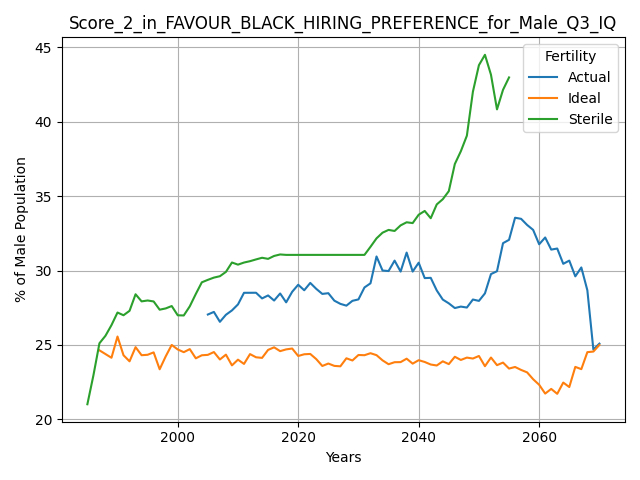 Score_2_in_FAVOUR_BLACK_HIRING_PREFERENCE_for_Male_Q3_IQ
% of Male Population
45
40
35
30
25
20
Fertility
Actual
Ideal
Sterile
2000
2020
2040
2060
Years